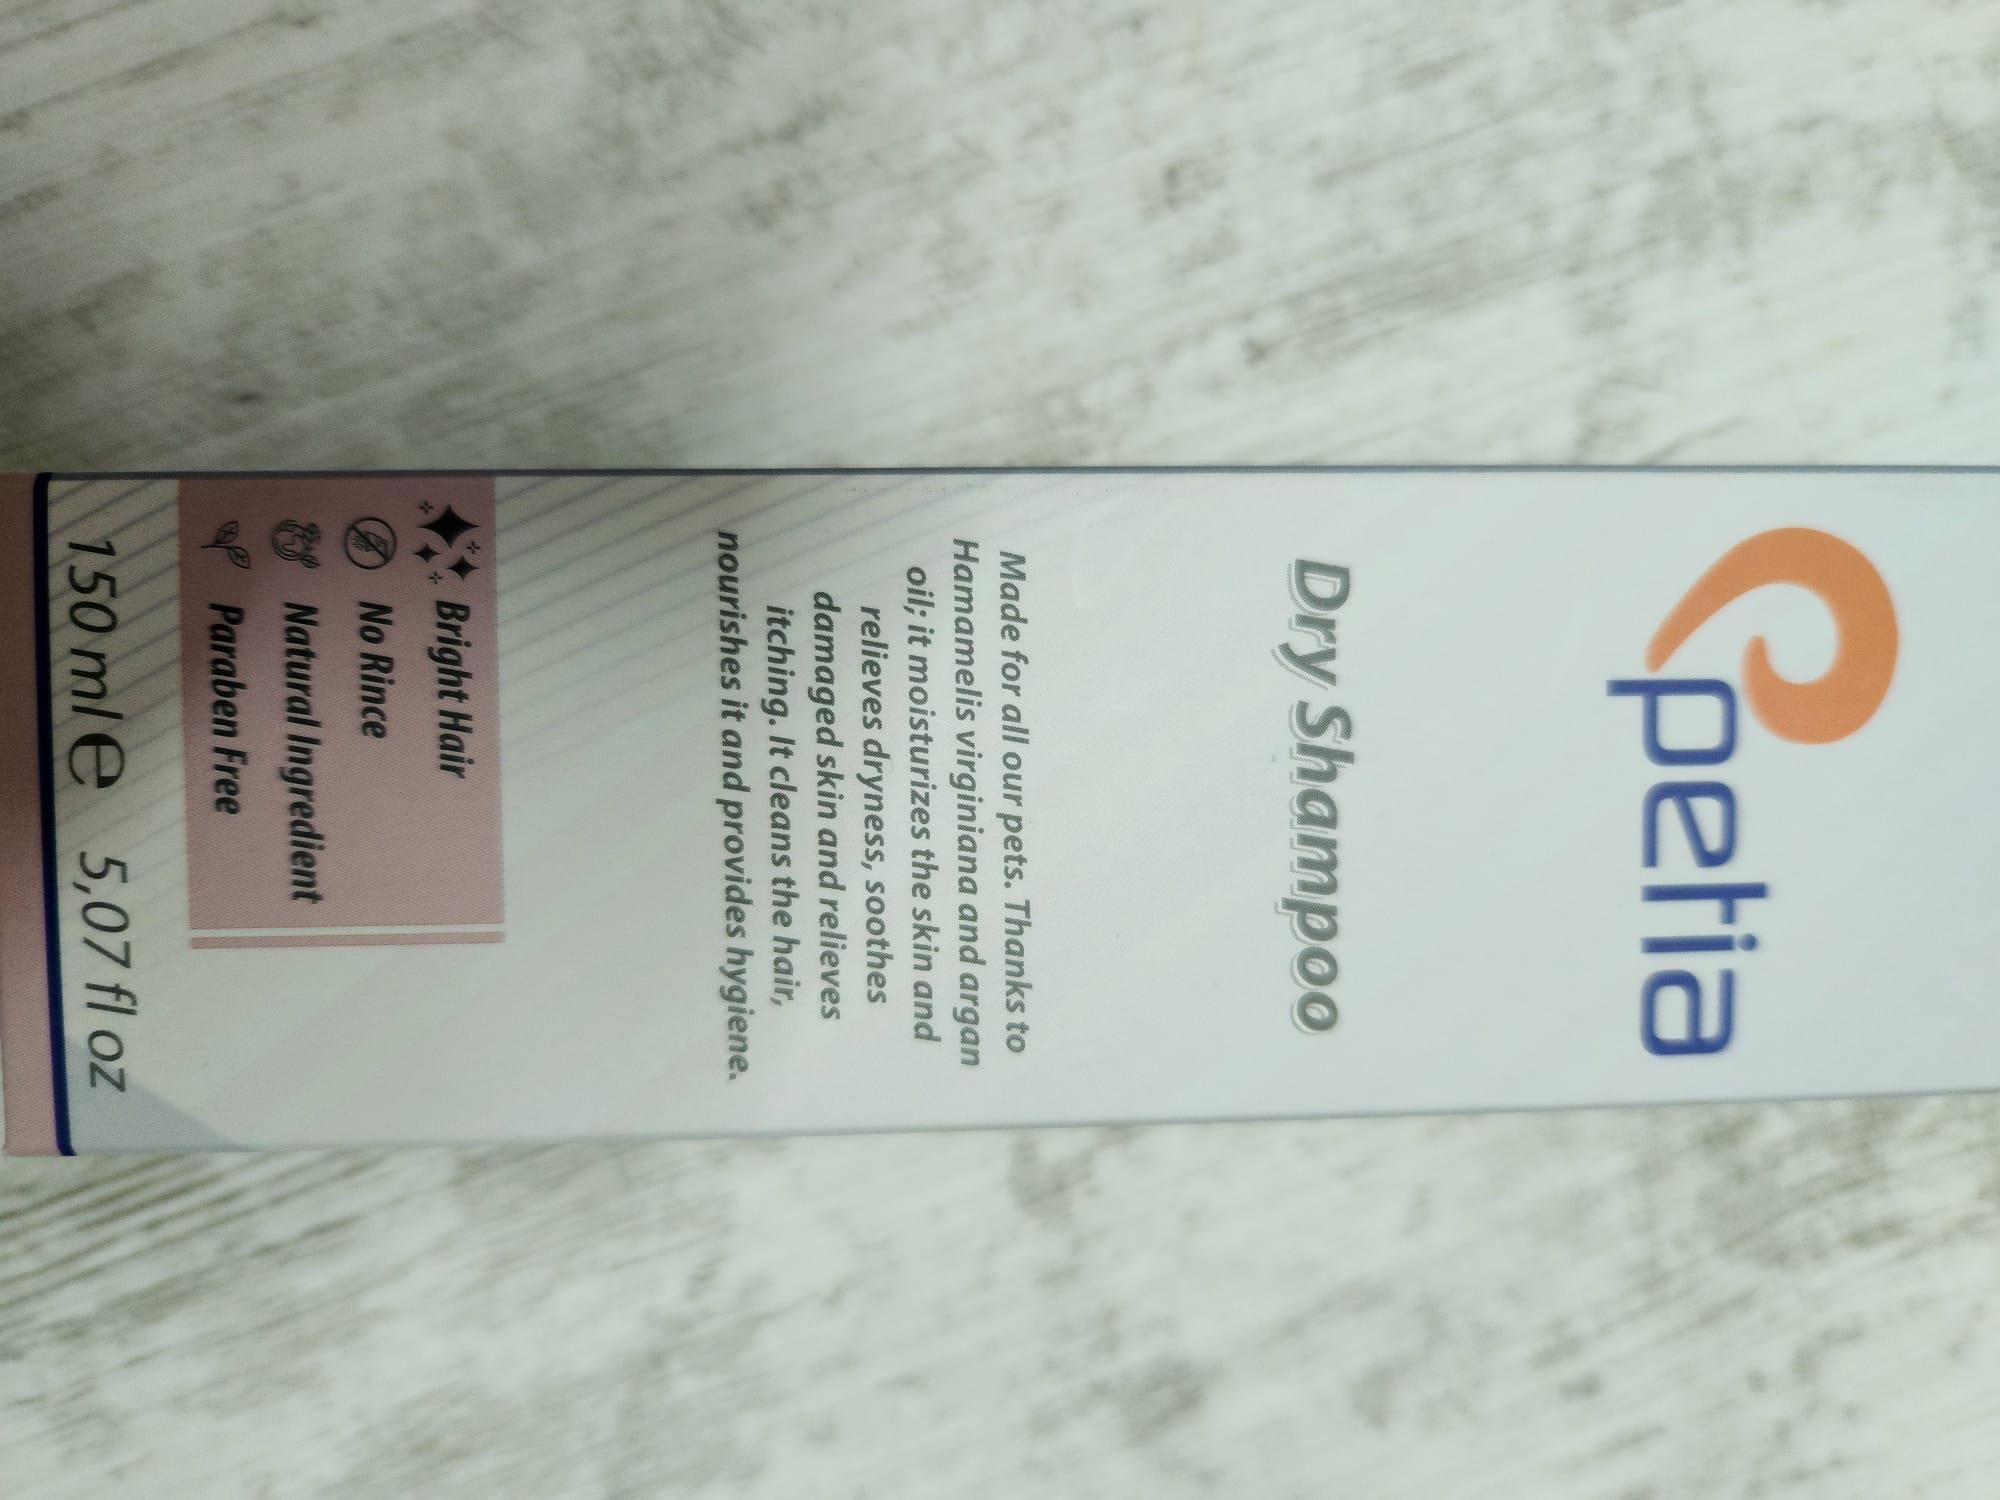 petia
Dry Shampoo
Made for all our pets. Thanks to
Hamamelis virginiana and argan
oil; it moisturizes the skin and
relieves dryness, soothes
damaged skin and relieves
itching. It cleans the hair,
nourishes it and provides hygiene.
Bright Hair
No Rince
Natural Ingredient
Paraben Free
150 ml e 5,07 fl oz